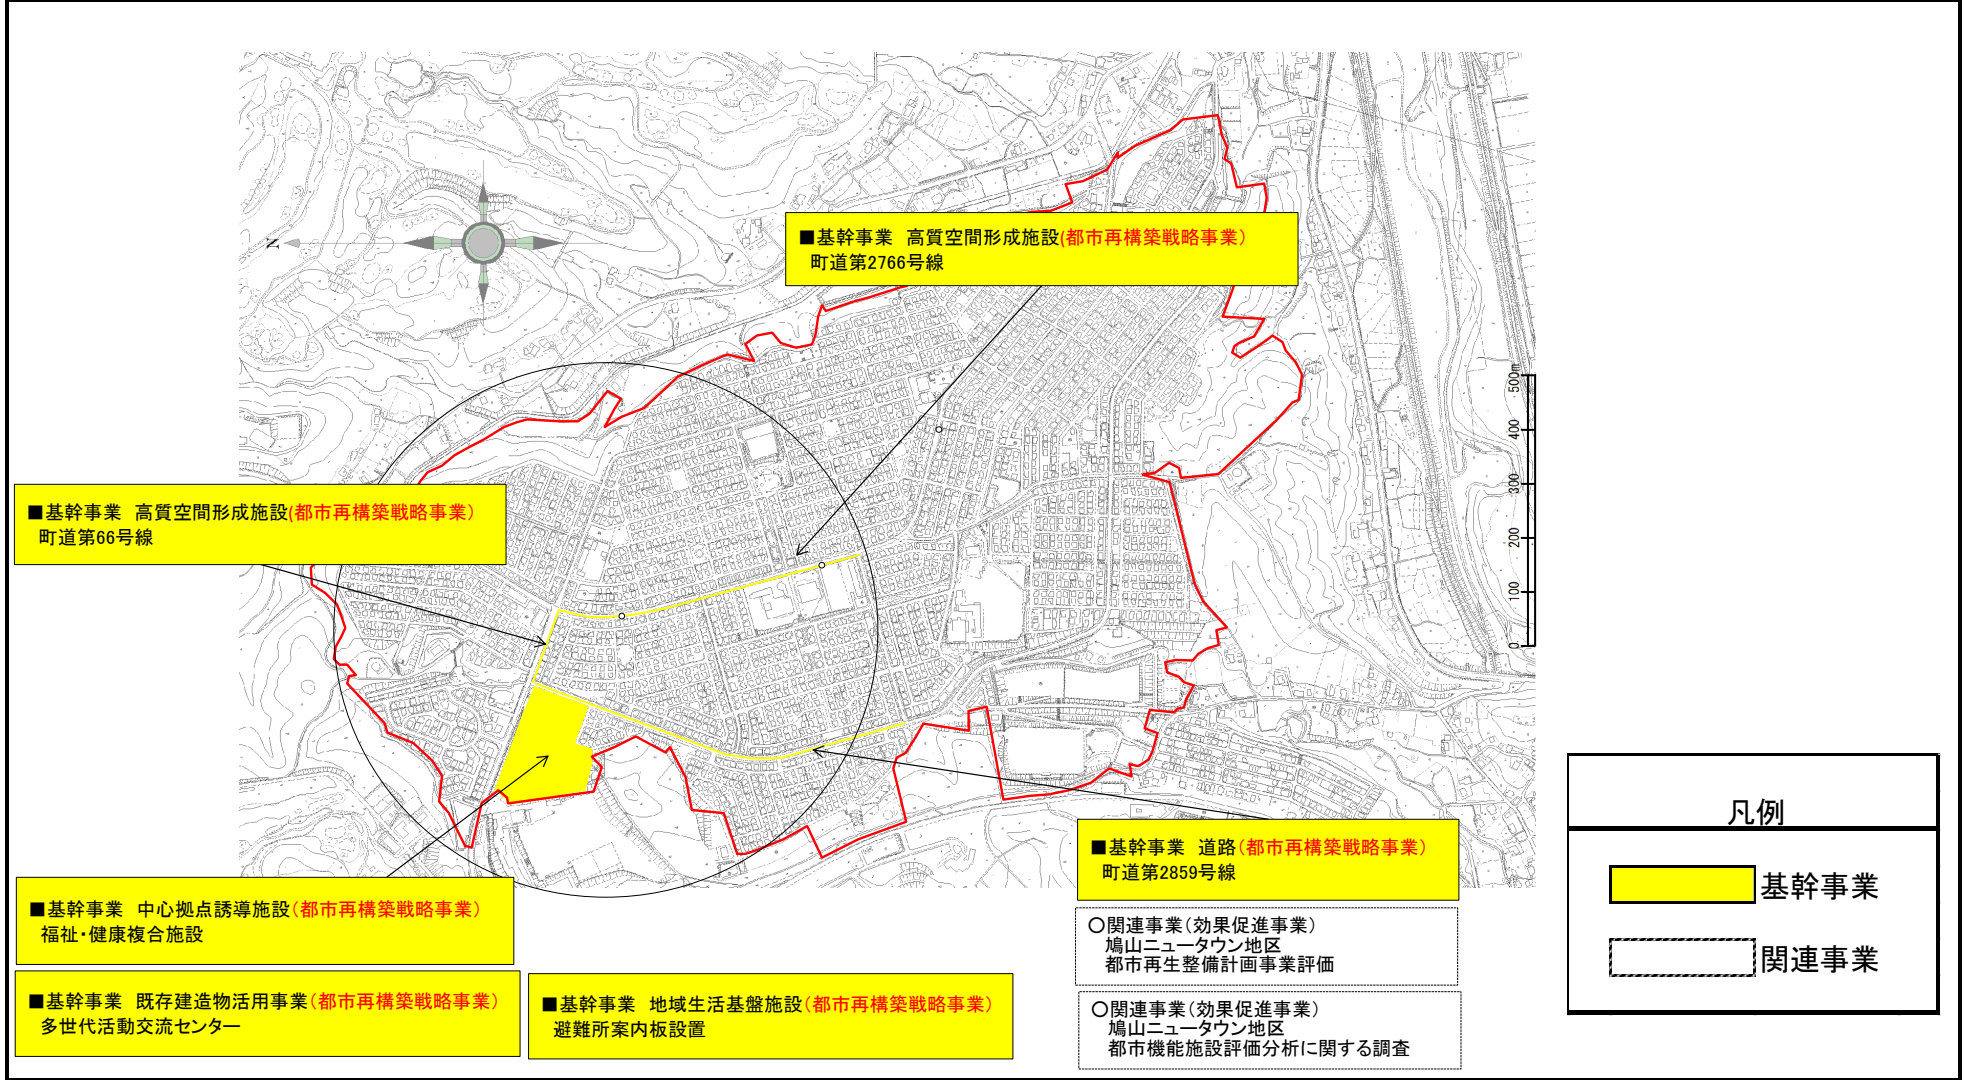 N
■基幹事業 高質空間形成施設(都市再構築戦略事業)
町道第2766号線
500m
400
300
200
100
0
■基幹事業 高質空間形成施設(都市再構築戦略事業)
町道第66号線
■基幹事業 道路(都市再構築戦略事業)
町道第2859号線
■基幹事業 中心拠点誘導施設(都市再構築戦略事業)
福祉・健康複合施設
■基幹事業 既存建造物活用事業(都市再構築戦略事業)
多世代活動交流センター
■基幹事業 地域生活基盤施設(都市再構築戦略事業)
避難所案内板設置
○関連事業(効果促進事業)
鳩山ニュータウン地区
都市再生整備計画事業評価
○関連事業(効果促進事業)
鳩山ニュータウン地区
都市機能施設評価分析に関する調査
凡例
基幹事業
関連事業